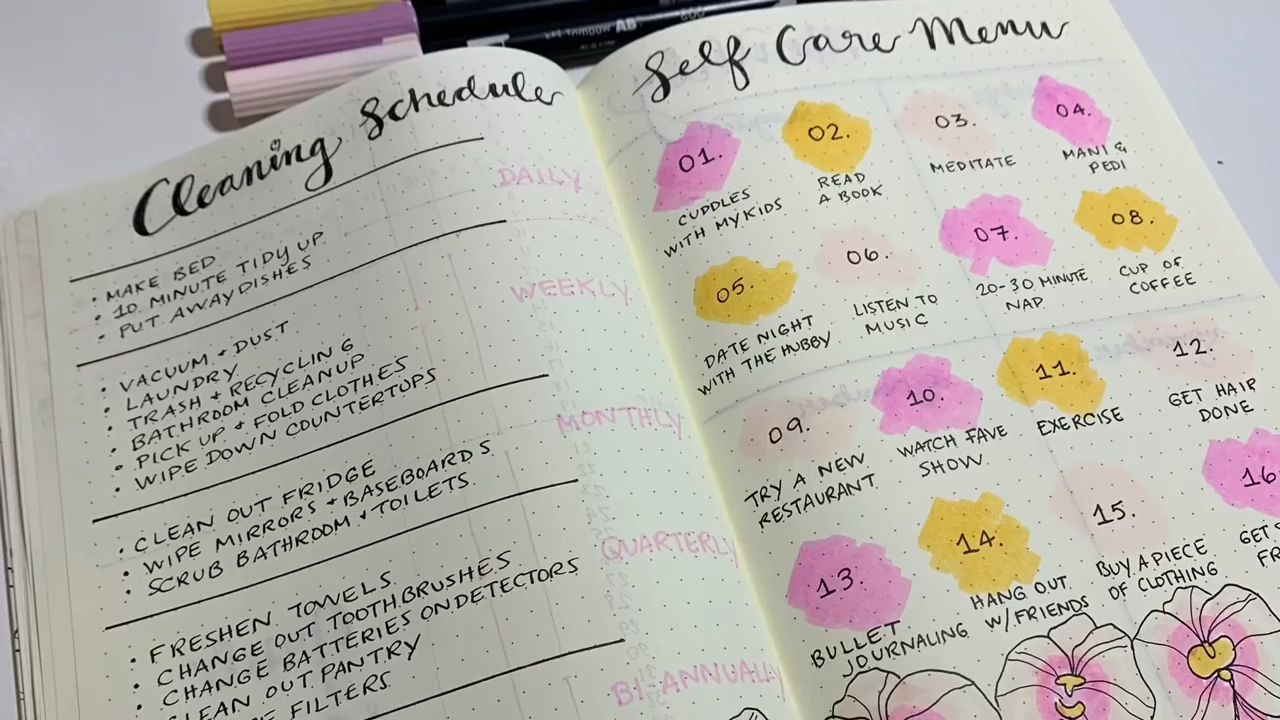 Tombow AB
Cleaning Schedule
DAILY
• MAKE BED
• 10 MINUTE TIDY UP
• PUT AWAY DISHES
WEEKLY
• VACUUM + DUST
• LAUNDRY
• TRASH + RECYCLING
• BATHROOM CLEANUP
• PICK UP + FOLD CLOTHES
• WIPE DOWN COUNTERTOPS
MONTHLY
• CLEAN OUT FRIDGE
• WIPE MIRRORS + BASEBOARDS
• SCRUB BATHROOM + TOILETS
QUARTERLY
• FRESHEN TOWELS
• CHANGE OUT TOOTHBRUSHES
• CHANGE BATTERIES ON DETECTORS
CLEAN OUT PANTRY
FILTERS
BI-ANNUALLY
Self Care Menu
01.
CUDDLES
WITH MY KIDS
02.
READ
A BOOK
03.
MEDITATE
04.
MANI &
PEDI
05.
DATE NIGHT
WITH THE HUBBY
06.
LISTEN TO
MUSIC
07.
20-30 MINUTE
NAP
08.
CUP OF
COFFEE
09.
TRY A NEW
RESTAURANT
10.
WATCH FAVE
SHOW
11.
EXERCISE
12.
GET HAIR
DONE
13.
BULLET
JOURNALING
14.
HANG OUT
W/ FRIENDS
15.
BUY A PIECE
OF CLOTHING
16
GET